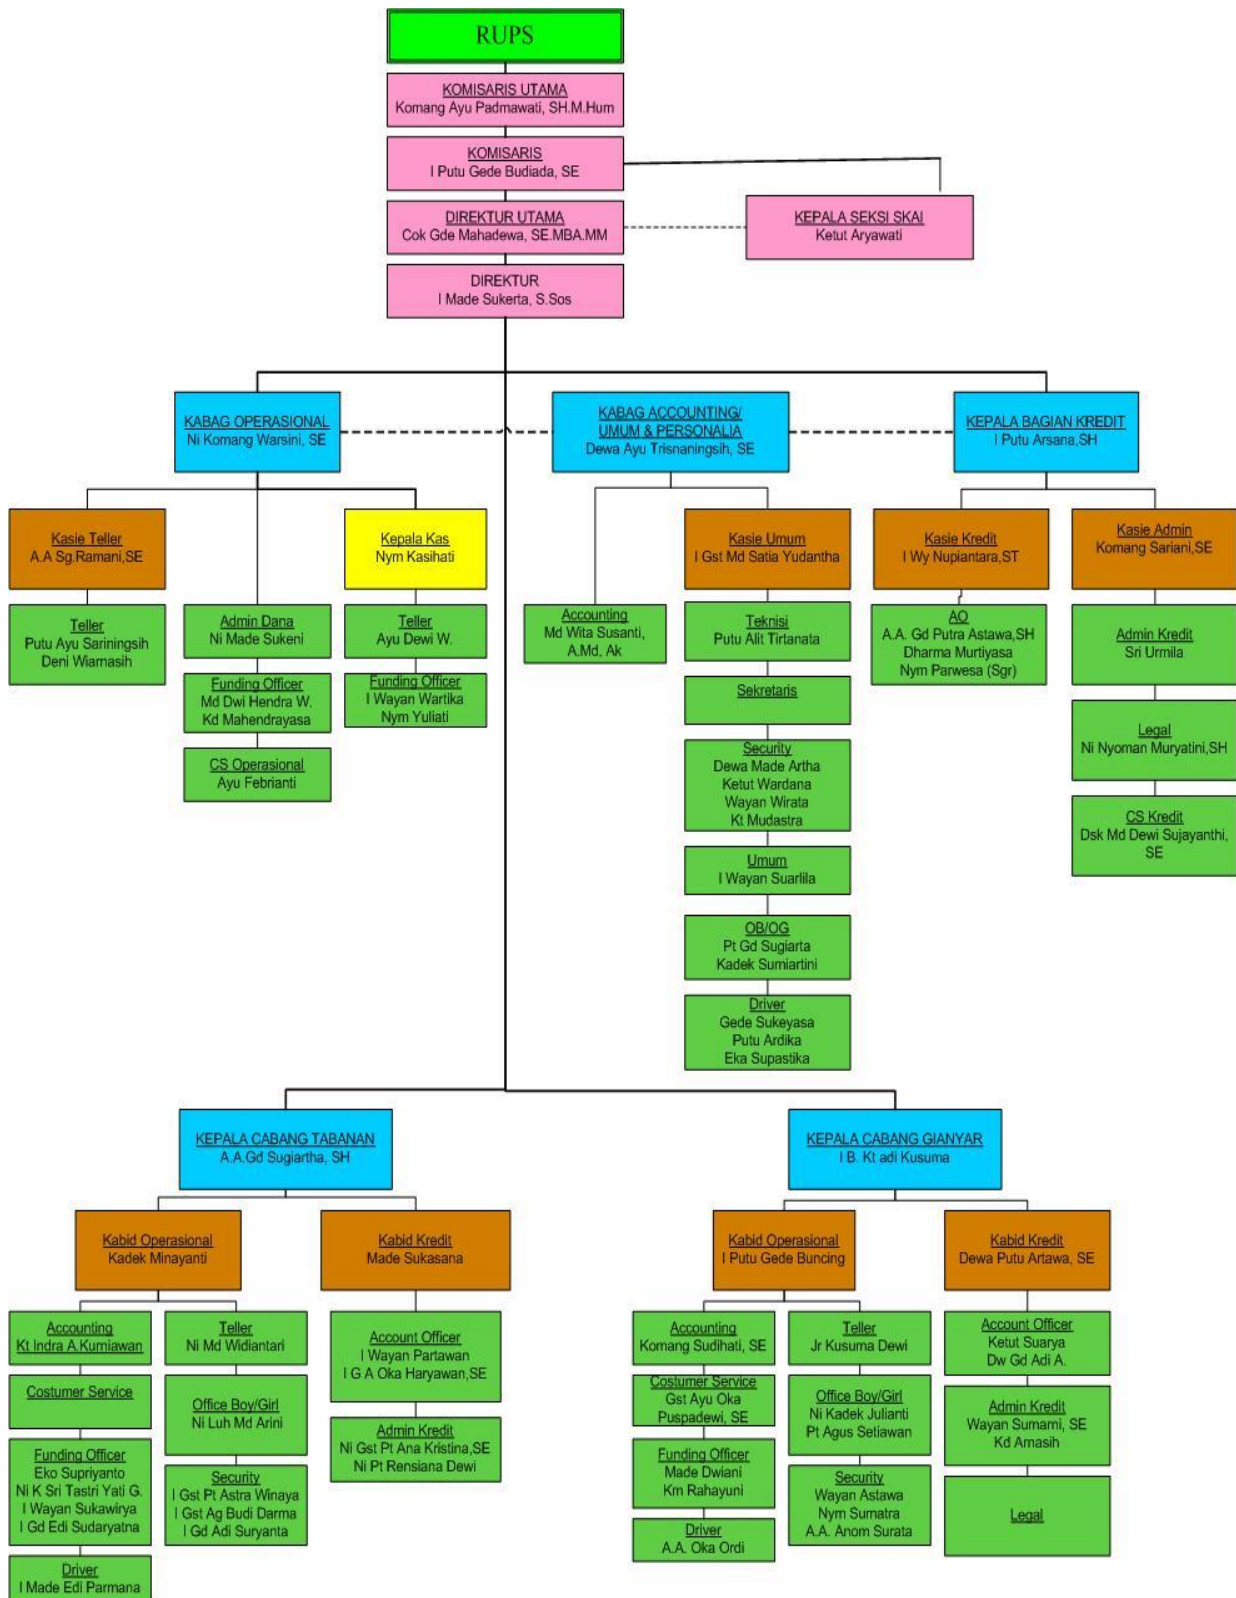 RUPS
KOMISARIS UTAMA
Komang Ayu Padmawati, SH.M.Hum
KOMISARIS
I Putu Gede Budiada, SE
DIREKTUR UTAMA
Cok Gde Mahadewa, SE.MBA.MM
KEPALA SEKSI SKAI
Ketut Aryawati
DIREKTUR
I Made Sukerta, S.Sos
KABAG OPERASIONAL
Ni Komang Warsini, SE
KABAG ACCOUNTING/
UMUM & PERSONALIA
Dewa Ayu Trisnaningsih, SE
KEPALA BAGIAN KREDIT
I Putu Arsana,SH
Kasie Teller
A.A Sg.Ramani,SE
Kepala Kas
Nym Kasihati
Kasie Umum
I Gst Md Satia Yudantha
Kasie Kredit
I Wy Nupiantara,ST
Kasie Admin
Komang Sariani,SE
Teller
Putu Ayu Sariningsih
Deni Wiarnasih
Admin Dana
Ni Made Sukeni
Funding Officer
Md Dwi Hendra W.
Kd Mahendrayasa
CS Operasional
Ayu Febrianti
Teller
Ayu Dewi W.
Funding Officer
I Wayan Wartika
Nym Yuliati
Accounting
Md Wita Susanti,
A.Md, Ak
Teknisi
Putu Alit Tirtanata
Sekretaris
Security
Dewa Made Artha
Ketut Wardana
Wayan Wirata
Kt Mudastra
Umum
I Wayan Suarlila
OB/OG
Pt Gd Sugiarta
Kadek Sumiartini
Driver
Gede Sukeyasa
Putu Ardika
Eka Supastika
AO
A.A. Gd Putra Astawa,SH
Dharma Murtiyasa
Nym Parwesa (Sgr)
Admin Kredit
Sri Urmila
Legal
Ni Nyoman Muryatini,SH
CS Kredit
Dsk Md Dewi Sujayanthi,
SE
KEPALA CABANG TABANAN
A.A.Gd Sugiartha, SH
Kabid Operasional
Kadek Minayanti
Kabid Kredit
Made Sukasana
Accounting
Kt Indra A.Kurniawan
Costumer Service
Funding Officer
Eko Supriyanto
Ni K Sri Tastri Yati G.
I Wayan Sukawirya
I Gd Edi Sudaryatna
Driver
I Made Edi Parmana
Teller
Ni Md Widiantari
Office Boy/Girl
Ni Luh Md Arini
Security
I Gst Pt Astra Winaya
I Gst Ag Budi Darma
I Gd Adi Suryanta
Account Officer
I Wayan Partawan
I G A Oka Haryawan,SE
Admin Kredit
Ni Gst Pt Ana Kristina,SE
Ni Pt Rensiana Dewi
KEPALA CABANG GIANYAR
I B. Kt adi Kusuma
Kabid Operasional
I Putu Gede Buncing
Kabid Kredit
Dewa Putu Artawa, SE
Accounting
Komang Sudihati, SE
Costumer Service
Gst Ayu Oka
Puspadewi, SE
Funding Officer
Made Dwiani
Km Rahayuni
Driver
A.A. Oka Ordi
Teller
Jr Kusuma Dewi
Office Boy/Girl
Ni Kadek Julianti
Pt Agus Setiawan
Security
Wayan Astawa
Nym Sumatra
A.A. Anom Surata
Account Officer
Ketut Suarya
Dw Gd Adi A.
Admin Kredit
Wayan Sumarni, SE
Kd Arnasih
Legal